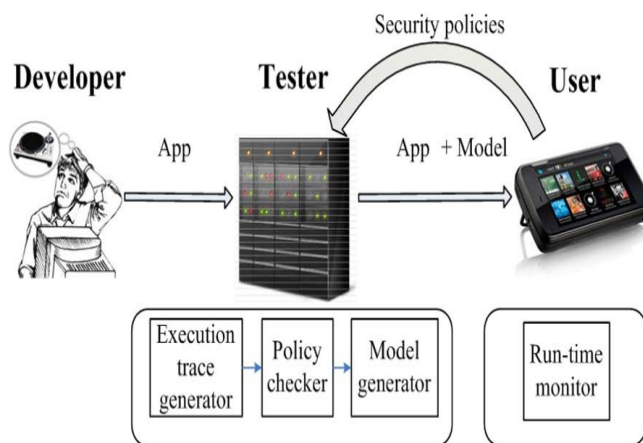 Security policies
Developer
Tester
User
App
App + Model
Execution
trace
generator
Policy
checker
Model
generator
Run-time
monitor